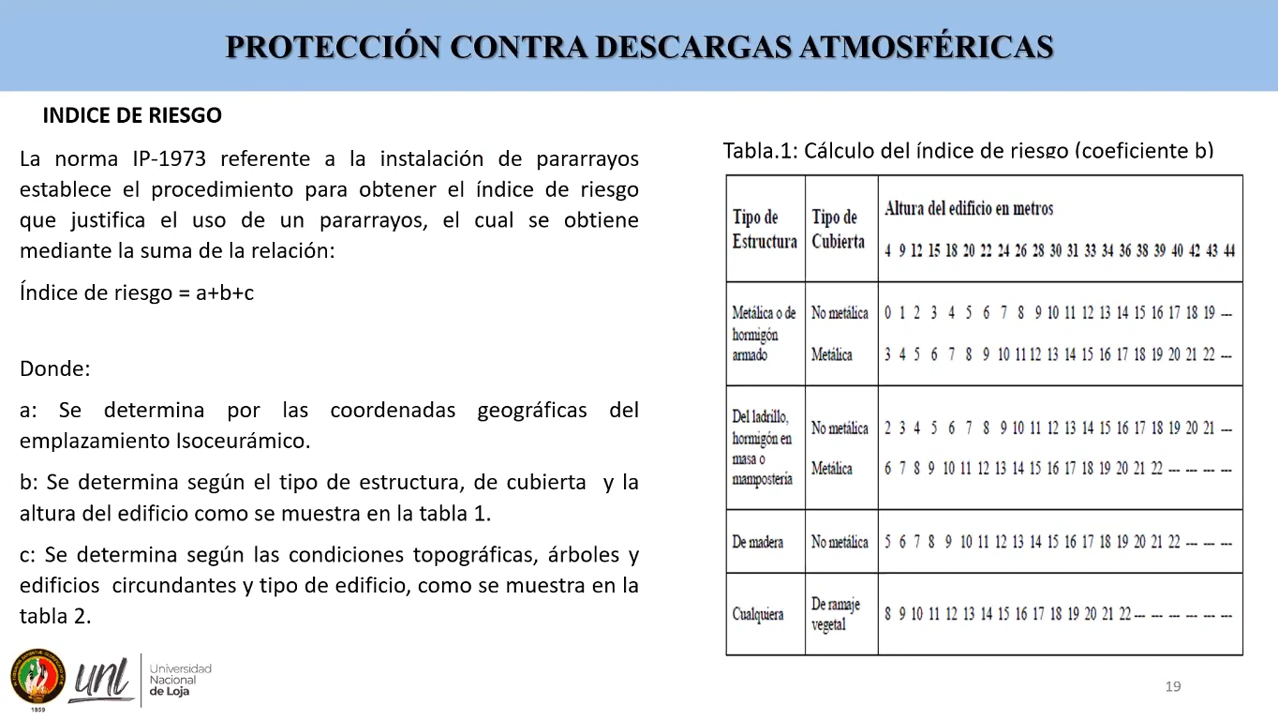 PROTECCIÓN CONTRA DESCARGAS ATMOSFÉRICAS
INDICE DE RIESGO
La norma IP-1973 referente a la instalación de pararrayos
establece el procedimiento para obtener el índice de riesgo
que justifica el uso de un pararrayos, el cual se obtiene
mediante la suma de la relación:
Índice de riesgo = a+b+c
Donde:
a: Se determina por las coordenadas geográficas del
emplazamiento Isoceurámico.
b: Se determina según el tipo de estructura, de cubierta y la
altura del edificio como se muestra en la tabla 1.
c: Se determina según las condiciones topográficas, árboles y
edificios circundantes y tipo de edificio, como se muestra en la
tabla 2.
Tabla.1: Cálculo del índice de riesgo (coeficiente b)
Tipo de
Estructura
Tipo de
Cubierta
Altura del edificio en metros
4 9 12 15 18 20 22 24 26 28 30 31 33 34 36 38 39 40 42 43 44
Metálica o de
hormigón
armado
No metálica
0 1 2 3 4 5 6 7 8 9 10 11 12 13 14 15 16 17 18 19 ---
Metálica
3 4 5 6 7 8 9 10 11 12 13 14 15 16 17 18 19 20 21 22 ---
Del ladrillo,
hormigón en
masa o
mampostería
No metálica
2 3 4 5 6 7 8 9 10 11 12 13 14 15 16 17 18 19 20 21 ---
Metálica
6 7 8 9 10 11 12 13 14 15 16 17 18 19 20 21 22 --- --- --- ---
De madera
No metálica
5 6 7 8 9 10 11 12 13 14 15 16 17 18 19 20 21 22 --- --- ---
Cualquiera
De ramaje
vegetal
8 9 10 11 12 13 14 15 16 17 18 19 20 21 22 --- --- --- --- --- ---
unl
Universidad
Nacional
de Loja
1859
19